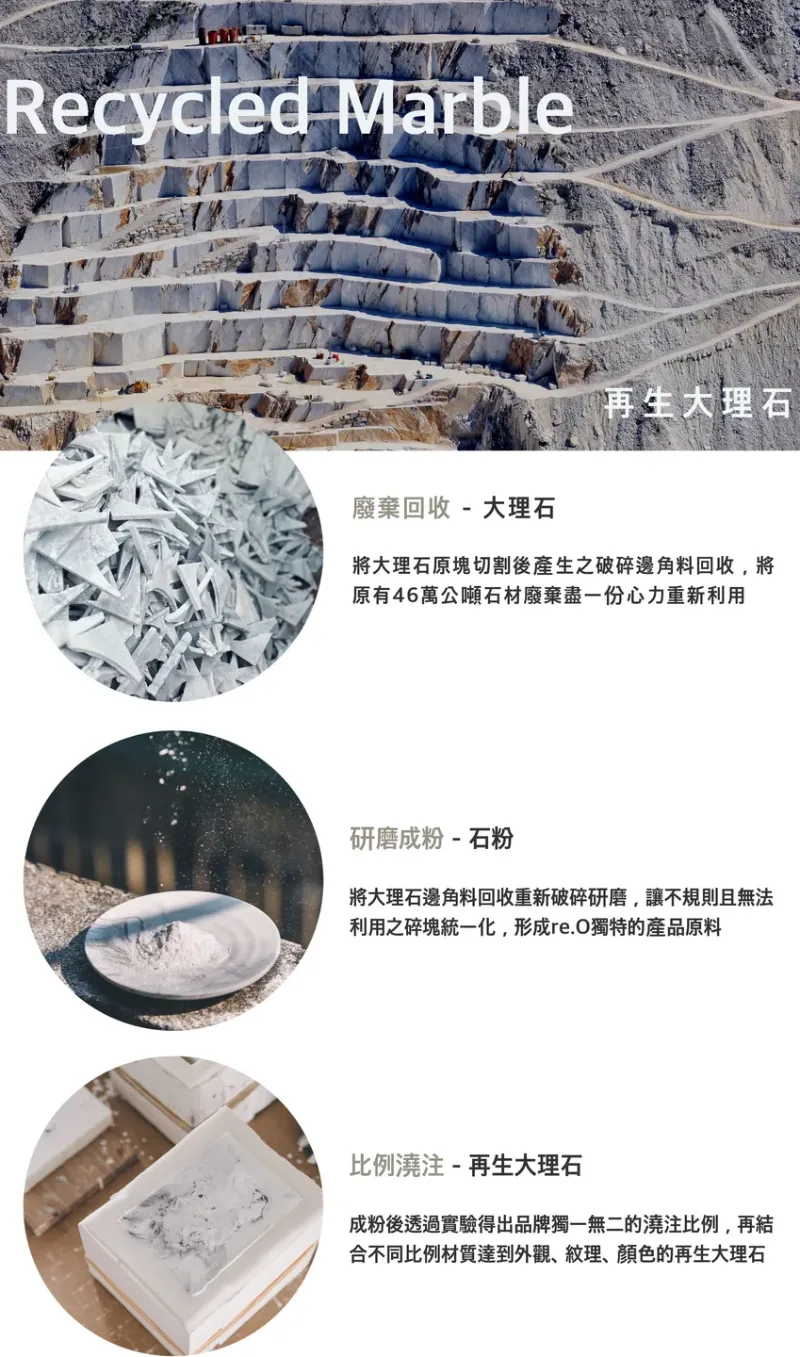 Recycled Marble
再生大理石
廢棄回收 - 大理石
將大理石原塊切割後產生之破碎邊角料回收，將
原有46萬公噸石材廢棄盡一份心力重新利用
研磨成粉 - 石粉
將大理石邊角料回收重新破碎研磨，讓不規則且無法
利用之碎塊統一化，形成re.O獨特的產品原料
比例澆注 - 再生大理石
成粉後透過實驗得出品牌獨一無二的澆注比例，再結
合不同比例材質達到外觀、紋理、顏色的再生大理石